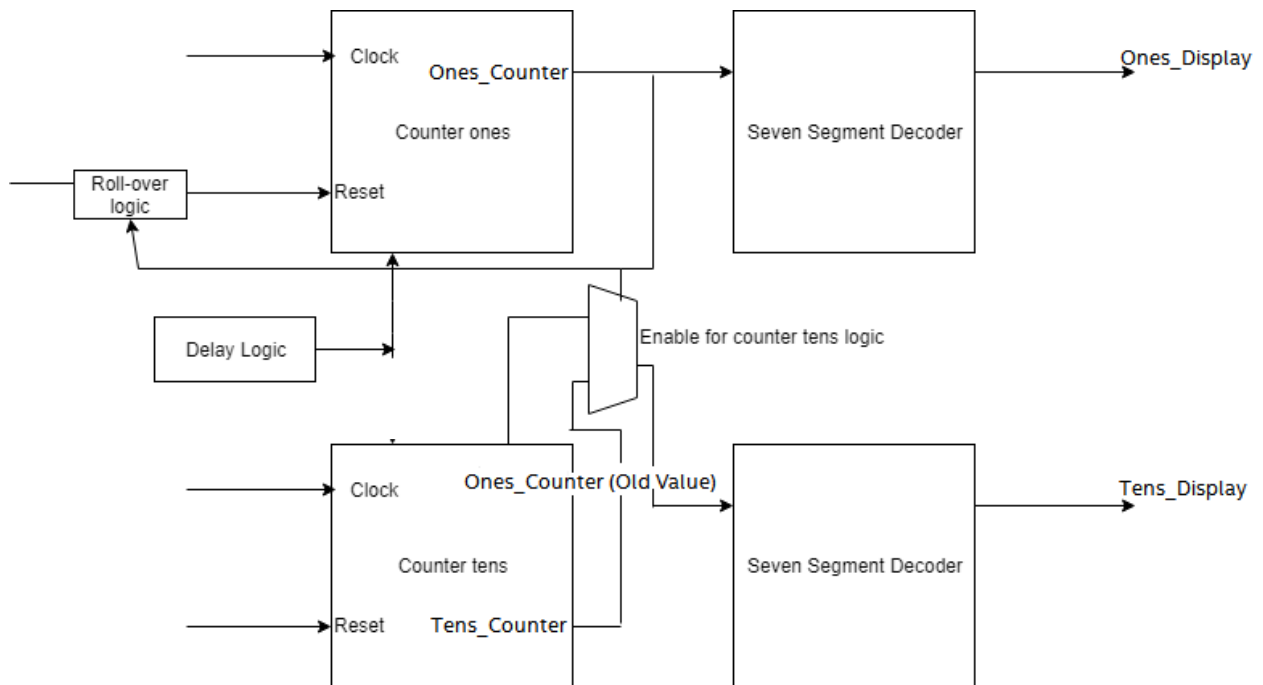 Clock
Ones_Counter
Ones_Display
Counter ones
Seven Segment Decoder
Roll-over
logic
Reset
Enable for counter tens logic
Delay Logic
Clock
Ones_Counter (Old Value)
Tens_Display
Counter tens
Seven Segment Decoder
Reset
Tens_Counter